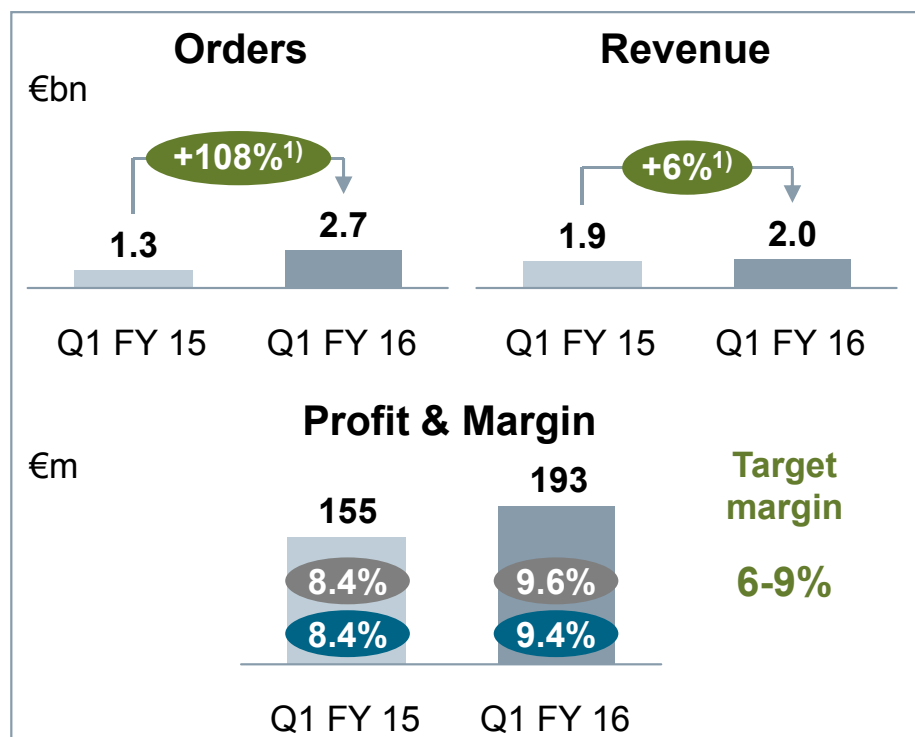 Orders
Revenue
€bn
+108%1)
+6%1)
1.3
2.7
1.9
2.0
Q1 FY 15
Q1 FY 16
Q1 FY 15
Q1 FY 16
Profit & Margin
€m
Target
margin
155
193
8.4%
9.6%
6-9%
8.4%
9.4%
Q1 FY 15
Q1 FY 16